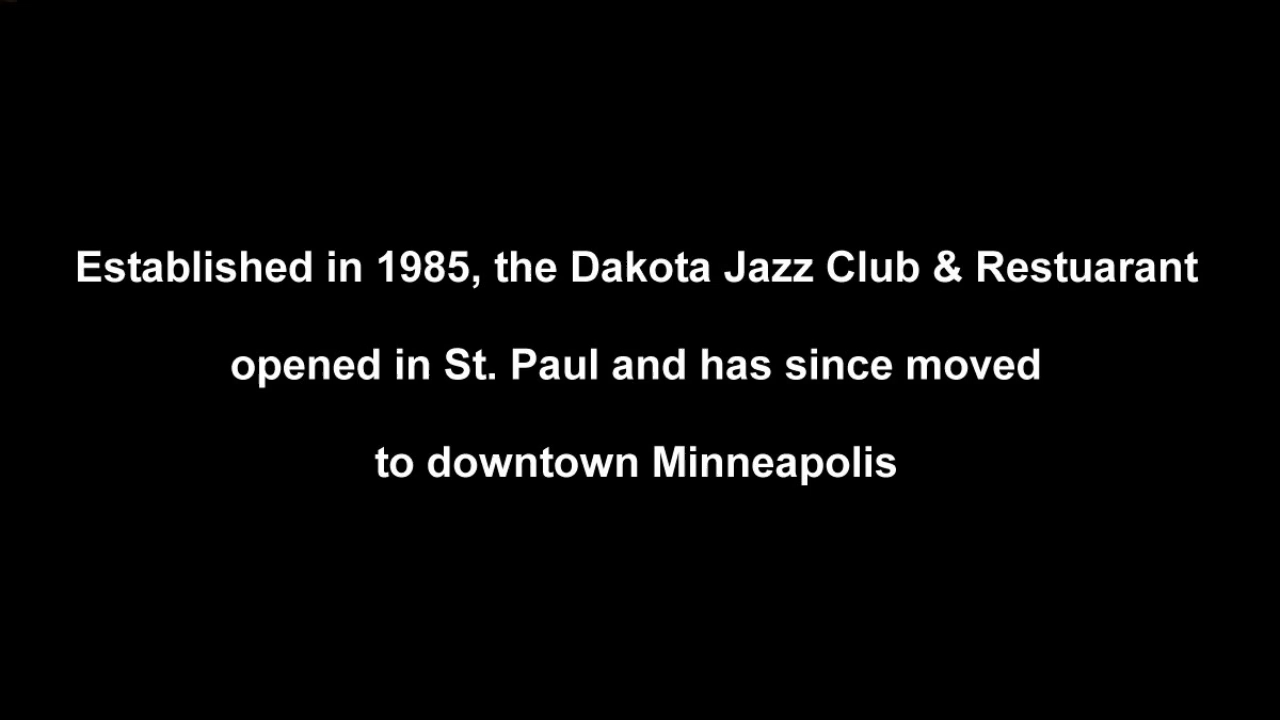 Established in 1985, the Dakota Jazz Club & Restuarant
opened in St. Paul and has since moved
to downtown Minneapolis